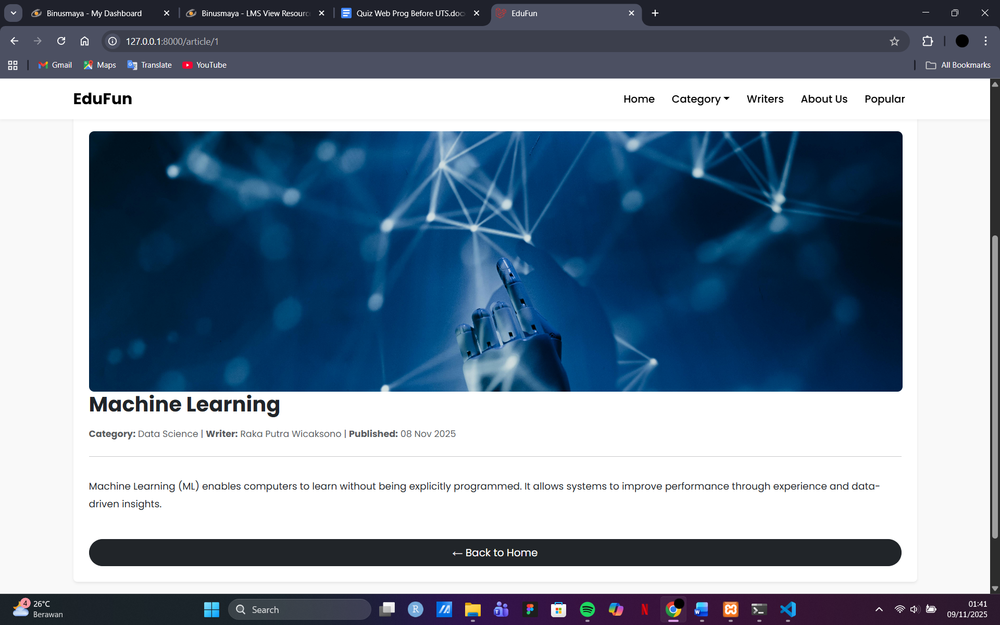 Binusmaya - My Dashboard
Binusmaya - LMS View Resourc
Quiz Web Prog Before UTS.doc
EduFun
127.0.0.1:8000/article/1
Gmail
Maps
Translate
YouTube
All Bookmarks
EduFun
Home
Category
Writers
About Us
Popular
Machine Learning
Category: Data Science | Writer: Raka Putra Wicaksono | Published: 08 Nov 2025
Machine Learning (ML) enables computers to learn without being explicitly programmed. It allows systems to improve performance through experience and data-
driven insights.
← Back to Home
4
26°C
Berawan
Search
01:41
09/11/2025